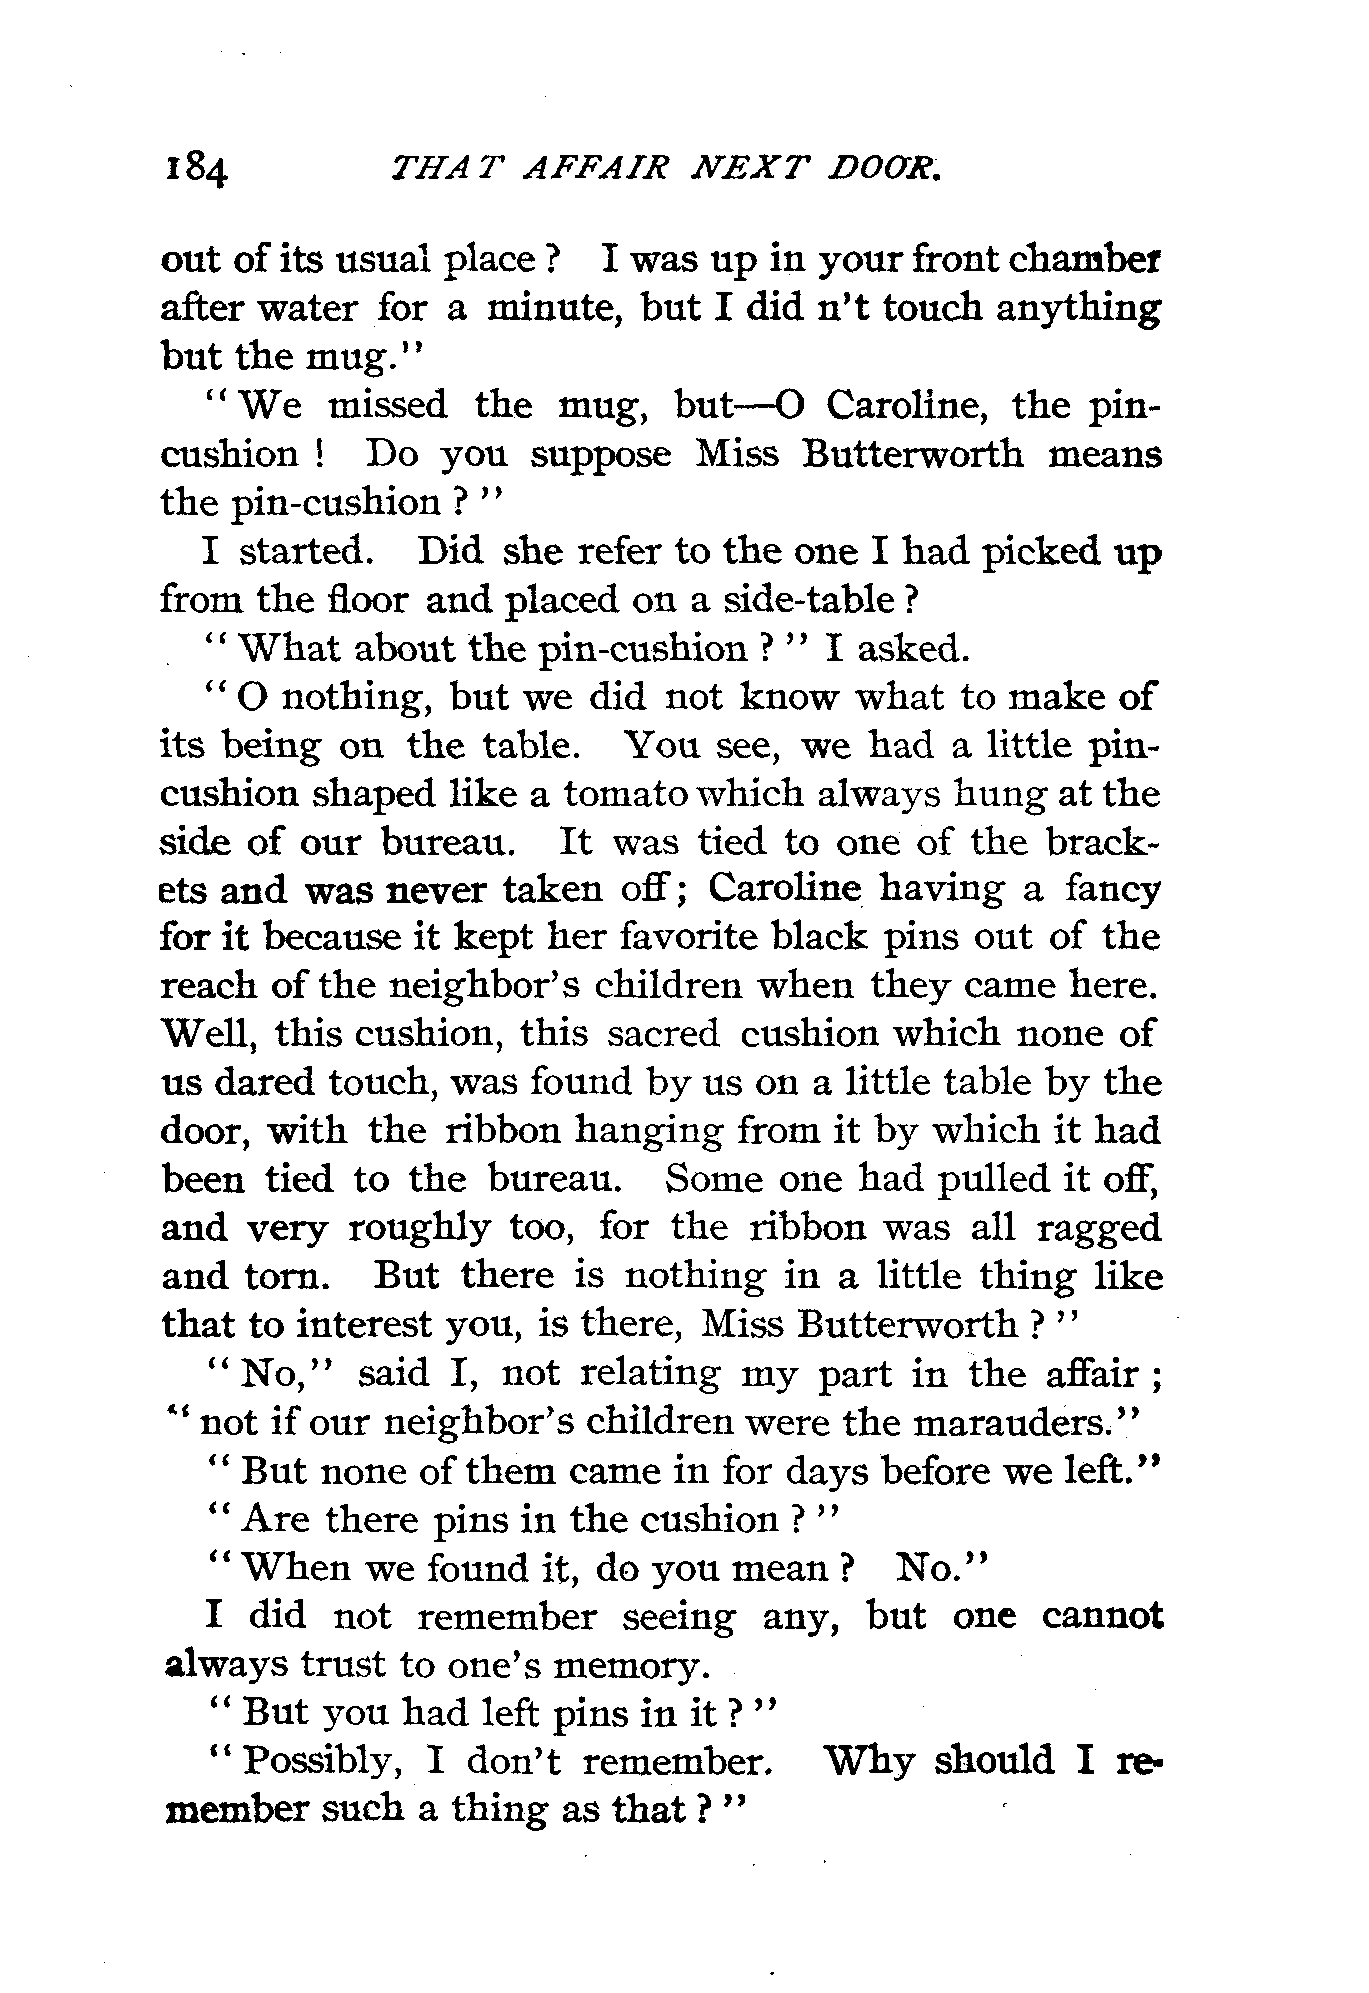 184 THAT AFFAIR NEXT DOOR.
out of its usual place ? I was up in your front chamber
after water for a minute, but I did n't touch anything
but the mug."
" We missed the mug, but—O Caroline, the pin-
cushion ! Do you suppose Miss Butterworth means
the pin-cushion ? "
I started. Did she refer to the one I had picked up
from the floor and placed on a side-table ?
" What about the pin-cushion ? " I asked.
" O nothing, but we did not know what to make of
its being on the table. You see, we had a little pin-
cushion shaped like a tomato which always hung at the
side of our bureau. It was tied to one of the brack-
ets and was never taken off ; Caroline having a fancy
for it because it kept her favorite black pins out of the
reach of the neighbor's children when they came here.
Well, this cushion, this sacred cushion which none of
us dared touch, was found by us on a little table by the
door, with the ribbon hanging from it by which it had
been tied to the bureau. Some one had pulled it off,
and very roughly too, for the ribbon was all ragged
and torn. But there is nothing in a little thing like
that to interest you, is there, Miss Butterworth ? "
" No," said I, not relating my part in the affair ;
" not if our neighbor's children were the marauders."
" But none of them came in for days before we left."
" Are there pins in the cushion ? "
" When we found it, do you mean ? No."
I did not remember seeing any, but one cannot
always trust to one's memory.
" But you had left pins in it ? "
" Possibly, I don't remember. Why should I re-
member such a thing as that ? "